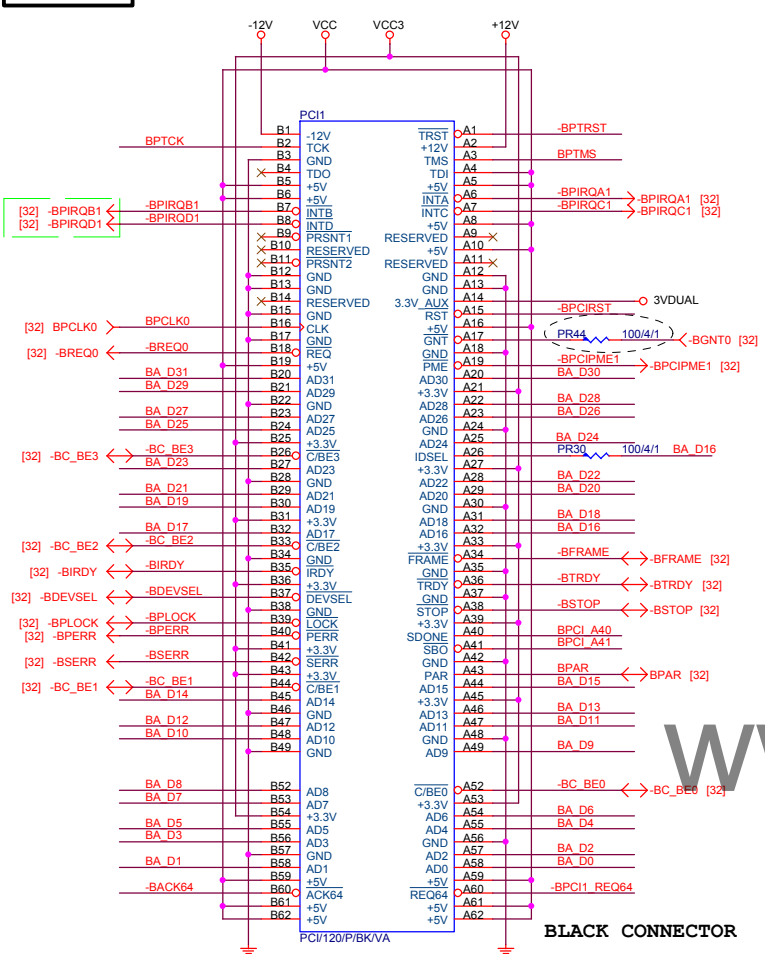 -12V VCC VCC3 +12V
PCI1
B1 -12V TRST A1 -BPTRST
BPTCK B2 TCK +12V A2
B3 GND TMS A3 BPTMS
B4 TDO TDI A4
B5 +5V +5V A5
B6 +5V INTA A6 -BPIRQA1 -BPIRQA1 [32]
[32] -BPIRQB1 -BPIRQB1 B7 INTB INTC A7 -BPIRQC1 -BPIRQC1 [32]
[32] -BPIRQD1 -BPIRQD1 B8 INTD +5V A8
B9 PRSNT1 RESERVED A9
B10 RESERVED +5V A10
B11 PRSNT2 RESERVED A11
B12 GND GND A12
B13 GND GND A13
B14 RESERVED 3.3V_AUX A14 3VDUAL
B15 GND RST A15 -BPCIRST
[32] BPCLK0 BPCLK0 B16 CLK +5V A16
B17 GND GNT A17 PR44 100/4/1 -BGNT0 [32]
[32] -BREQ0 -BREQ0 B18 REQ GND A18
B19 +5V PME A19 -BPCIPME1 -BPCIPME1 [32]
BA_D31 B20 AD31 AD30 A20 BA_D30
BA_D29 B21 AD29 +3.3V A21
B22 GND AD28 A22 BA_D28
BA_D27 B23 AD27 AD26 A23 BA_D26
BA_D25 B24 AD25 GND A24
B25 +3.3V AD24 A25 BA_D24
[32] -BC_BE3 -BC_BE3 B26 C/BE3 IDSEL A26 PR30 100/4/1 BA_D16
BA_D23 B27 AD23 +3.3V A27
B28 GND AD22 A28 BA_D22
BA_D21 B29 AD21 AD20 A29 BA_D20
BA_D19 B30 AD19 GND A30
B31 +3.3V AD18 A31 BA_D18
BA_D17 B32 AD17 AD16 A32 BA_D16
[32] -BC_BE2 -BC_BE2 B33 C/BE2 +3.3V A33
B34 GND FRAME A34 -BFRAME -BFRAME [32]
[32] -BIRDY -BIRDY B35 IRDY GND A35
B36 +3.3V TRDY A36 -BTRDY -BTRDY [32]
[32] -BDEVSEL -BDEVSEL B37 DEVSEL GND A37
B38 GND STOP A38 -BSTOP -BSTOP [32]
[32] -BPLOCK -BPLOCK B39 LOCK +3.3V A39
[32] -BPERR -BPERR B40 PERR SDONE A40 BPCI_A40
B41 +3.3V SBO A41 BPCI_A41
[32] -BSERR -BSERR B42 SERR GND A42
B43 +3.3V PAR A43 BPAR BPAR [32]
[32] -BC_BE1 -BC_BE1 B44 C/BE1 AD15 A44 BA_D15
BA_D14 B45 AD14 +3.3V A45
B46 GND AD13 A46 BA_D13
BA_D12 B47 AD12 AD11 A47 BA_D11
BA_D10 B48 AD10 GND A48
B49 GND AD9 A49 BA_D9
BA_D8 B52 AD8 C/BE0 A52 -BC_BE0 -BC_BE0 [32]
BA_D7 B53 AD7 +3.3V A53
B54 +3.3V AD6 A54 BA_D6
BA_D5 B55 AD5 AD4 A55 BA_D4
BA_D3 B56 AD3 GND A56
B57 GND AD2 A57 BA_D2
BA_D1 B58 AD1 AD0 A58 BA_D0
B59 +5V +5V A59
-BACK64 B60 ACK64 REQ64 A60 -BPCI1_REQ64
B61 +5V +5V A61
B62 +5V +5V A62
PCI/120/P/BK/VA
BLACK CONNECTOR